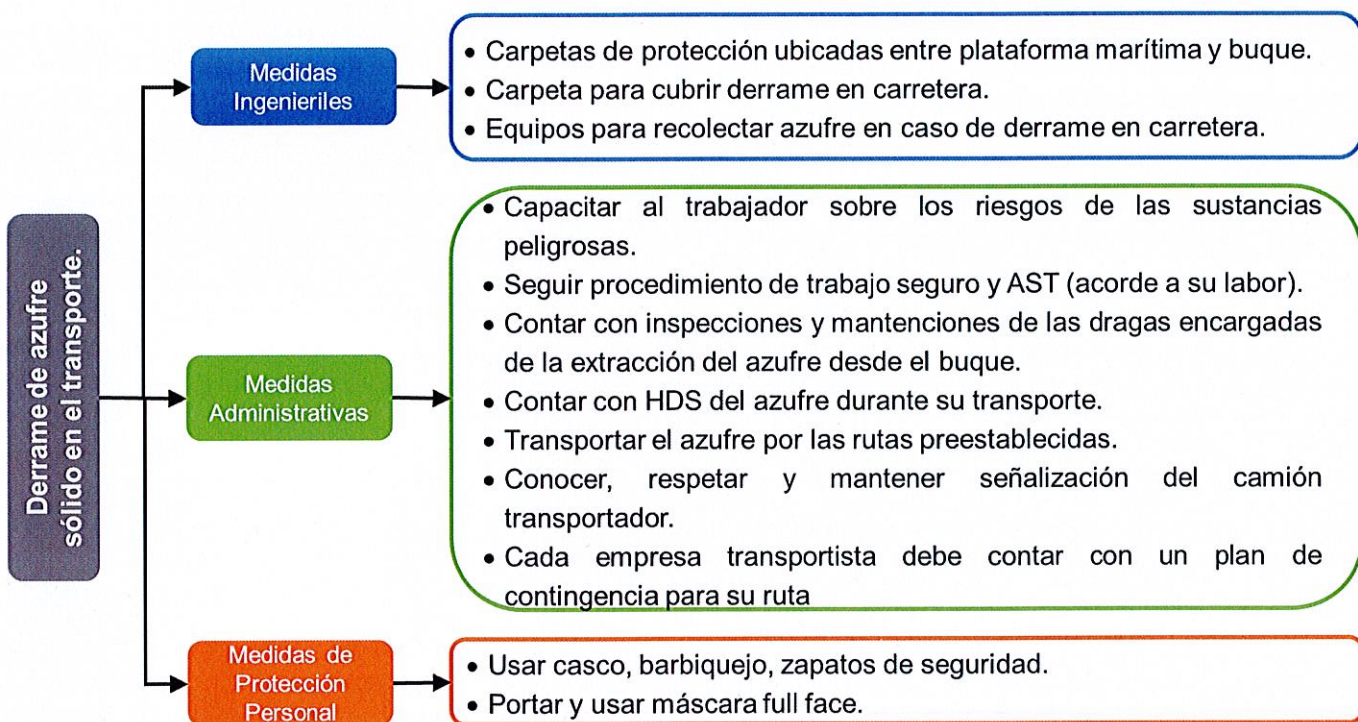 Derrame de azufre
sólido en el transporte.
Medidas
Ingenieriles
• Carpetas de protección ubicadas entre plataforma marítima y buque.
• Carpeta para cubrir derrame en carretera.
• Equipos para recolectar azufre en caso de derrame en carretera.
Medidas
Administrativas
• Capacitar al trabajador sobre los riesgos de las sustancias
peligrosas.
• Seguir procedimiento de trabajo seguro y AST (acorde a su labor).
• Contar con inspecciones y mantenciones de las dragas encargadas
de la extracción del azufre desde el buque.
• Contar con HDS del azufre durante su transporte.
• Transportar el azufre por las rutas preestablecidas.
• Conocer, respetar y mantener señalización del camión
transportador.
• Cada empresa transportista debe contar con un plan de
contingencia para su ruta
Medidas de
Protección
Personal
• Usar casco, barbiquejo, zapatos de seguridad.
• Portar y usar máscara full face.